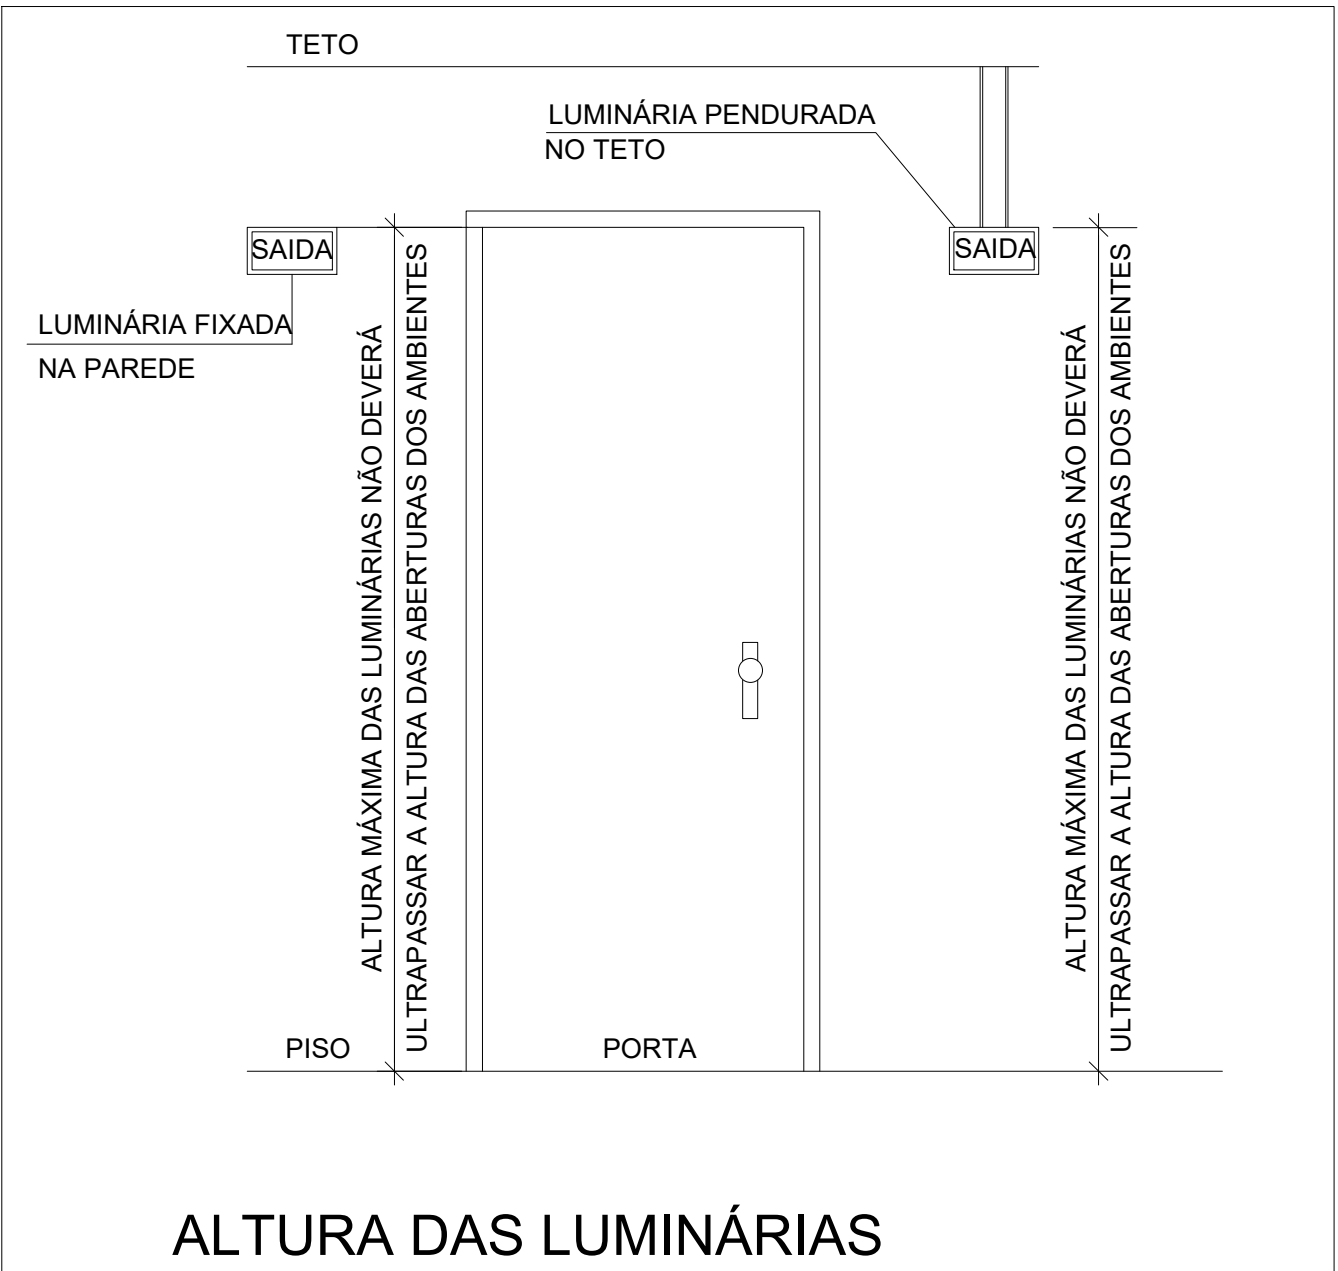 TETO
LUMINÁRIA PENDURADA
NO TETO
SAIDA
SAIDA
LUMINÁRIA FIXADA
NA PAREDE
ALTURA MÁXIMA DAS LUMINÁRIAS NÃO DEVERÁ
ULTRAPASSAR A ALTURA DAS ABERTURAS DOS AMBIENTES
ALTURA MÁXIMA DAS LUMINÁRIAS NÃO DEVERÁ
ULTRAPASSAR A ALTURA DAS ABERTURAS DOS AMBIENTES
PISO
PORTA
ALTURA DAS LUMINÁRIAS